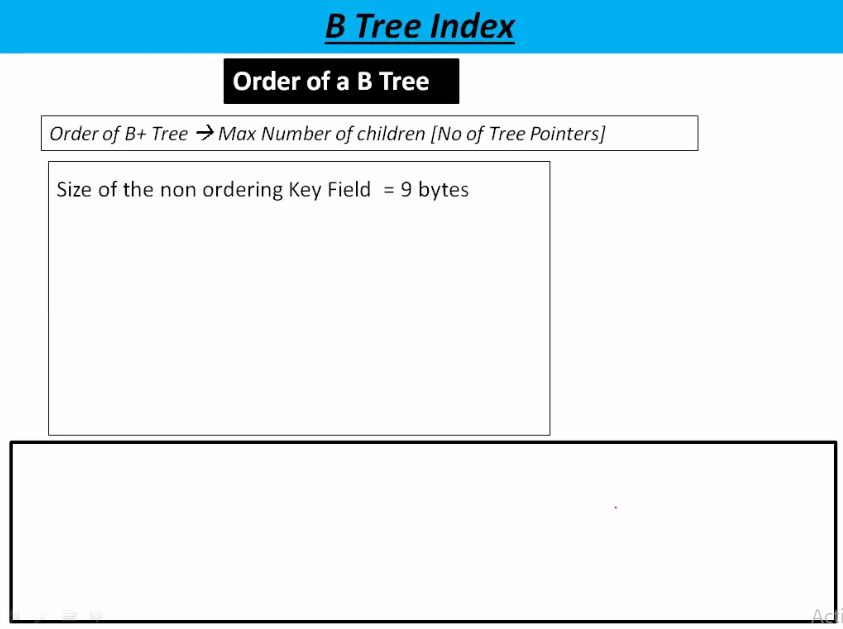 B Tree Index
Order of a B Tree
Order of B+ Tree → Max Number of children [No of Tree Pointers]
Size of the non ordering Key Field = 9 bytes
Acti